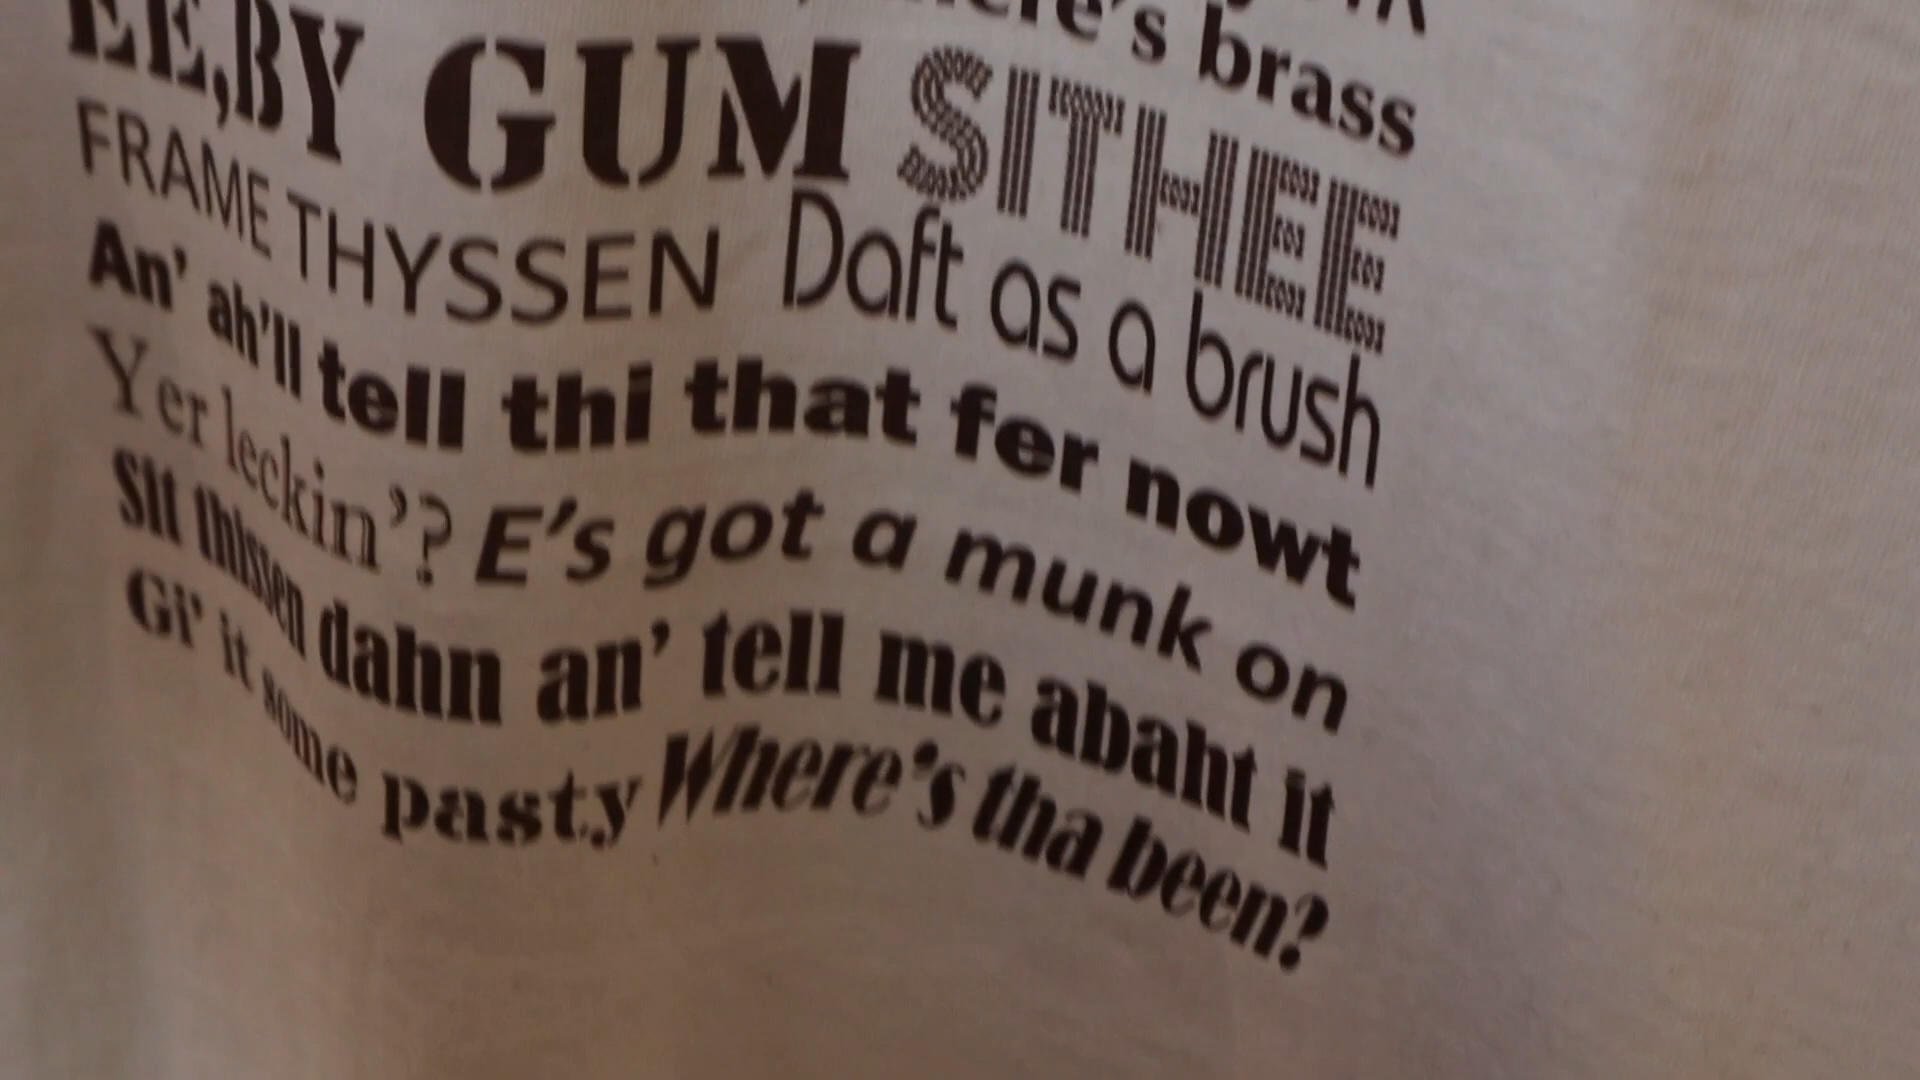 brass
EE,BY GUM SITHEE
FRAME THYSSEN Daft as a brush
An' ah'll tell thi that fer nowt
Yer leckin'? E's got a munk on
Sit thissen dahn an' tell me abaht it
Gi' it some pasty Where's tha been?